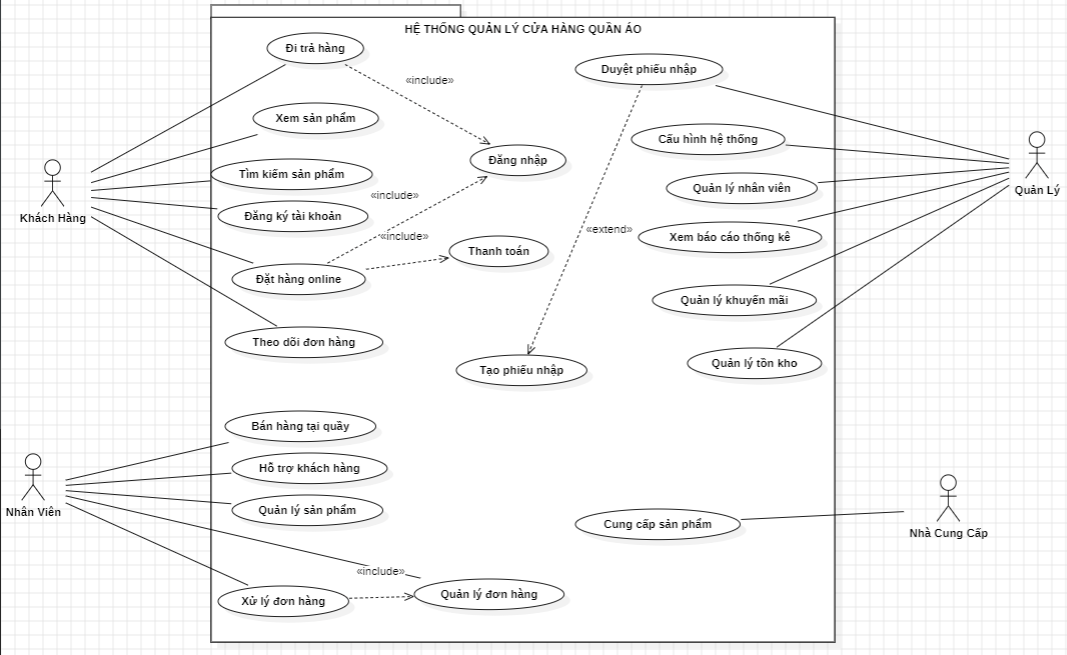 HỆ THỐNG QUẢN LÝ CỬA HÀNG QUẦN ÁO
Đi trả hàng
«include»
Duyệt phiếu nhập
Xem sản phẩm
Cấu hình hệ thống
Đăng nhập
Tìm kiếm sản phẩm
Quản lý nhân viên
Quản Lý
«include»
Khách Hàng
Đăng ký tài khoản
«extend»
«include»
Xem báo cáo thống kê
Thanh toán
Đặt hàng online
Quản lý khuyến mãi
Theo dõi đơn hàng
Quản lý tồn kho
Tạo phiếu nhập
Bán hàng tại quầy
Hỗ trợ khách hàng
Nhân Viên
Quản lý sản phẩm
Cung cấp sản phẩm
Nhà Cung Cấp
«include»
Xử lý đơn hàng
Quản lý đơn hàng